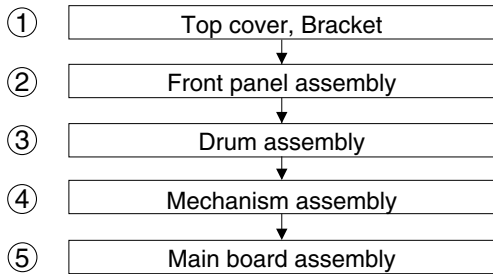 ① Top cover, Bracket
② Front panel assembly
③ Drum assembly
④ Mechanism assembly
⑤ Main board assembly